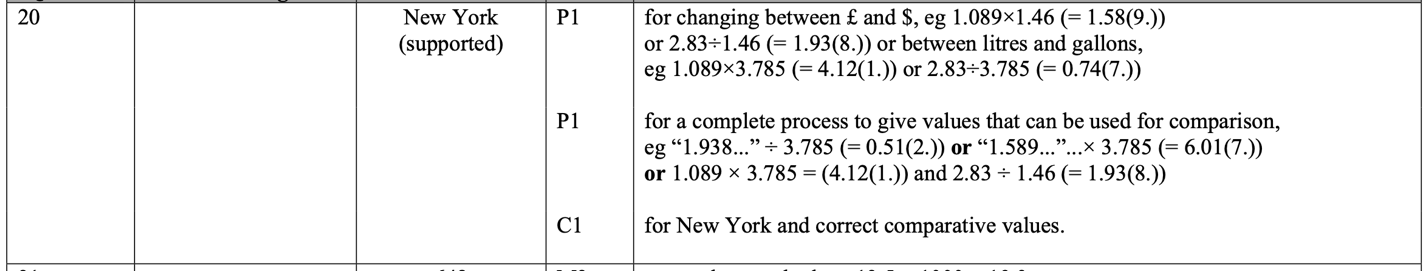 20 New York P1 for changing between £ and $, eg 1.089×1.46 (= 1.58(9.))
(supported) or 2.83÷1.46 (= 1.93(8.)) or between litres and gallons,
eg 1.089×3.785 (= 4.12(1.)) or 2.83÷3.785 (= 0.74(7.))
P1 for a complete process to give values that can be used for comparison,
eg “1.938...” ÷ 3.785 (= 0.51(2.)) or “1.589...”...× 3.785 (= 6.01(7.))
or 1.089 × 3.785 = (4.12(1.)) and 2.83 ÷ 1.46 (= 1.93(8.))
C1 for New York and correct comparative values.